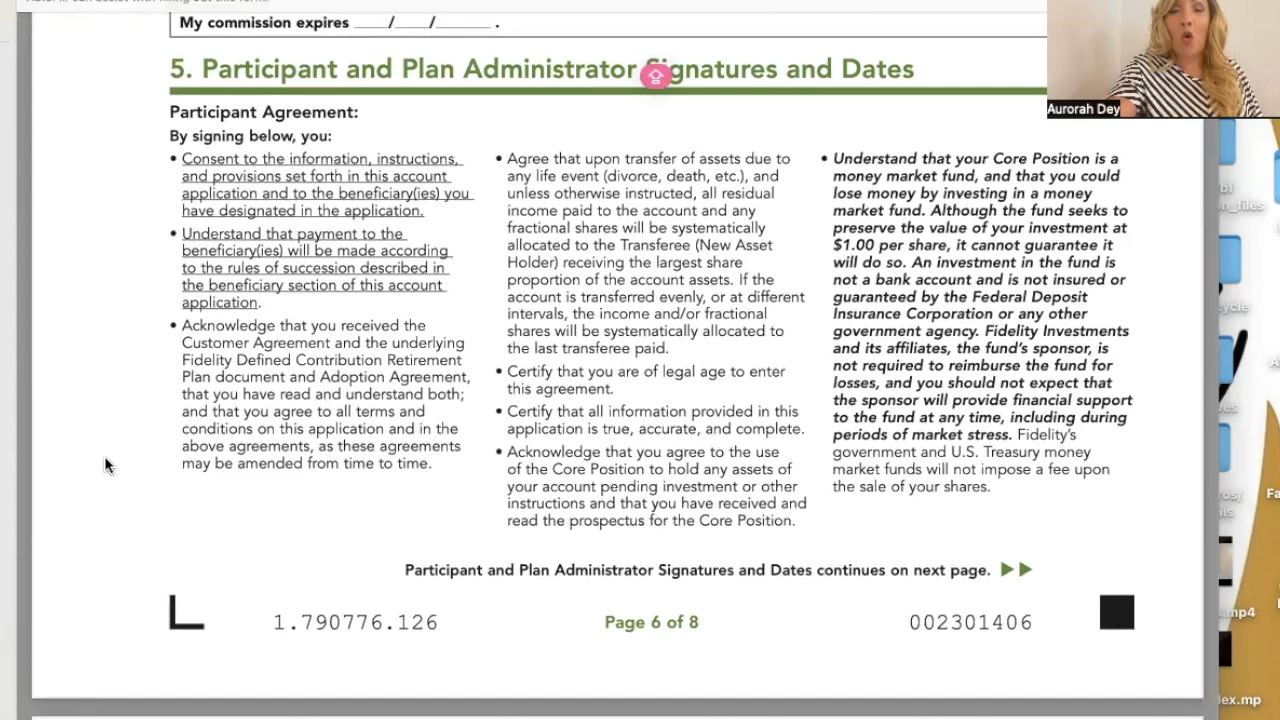 My commission expires ____/____/______ .
5. Participant and Plan Administrator Signatures and Dates
Aurorah Dey
Participant Agreement:
By signing below, you:
• Consent to the information, instructions,
and provisions set forth in this account
application and to the beneficiary(ies) you
have designated in the application.
• Understand that payment to the
beneficiary(ies) will be made according
to the rules of succession described in
the beneficiary section of this account
application.
• Acknowledge that you received the
Customer Agreement and the underlying
Fidelity Defined Contribution Retirement
Plan document and Adoption Agreement,
that you have read and understand both;
and that you agree to all terms and
conditions on this application and in the
above agreements, as these agreements
may be amended from time to time.
• Agree that upon transfer of assets due to
any life event (divorce, death, etc.), and
unless otherwise instructed, all residual
income paid to the account and any
fractional shares will be systematically
allocated to the Transferee (New Asset
Holder) receiving the largest share
proportion of the account assets. If the
account is transferred evenly, or at different
intervals, the income and/or fractional
shares will be systematically allocated to
the last transferee paid.
• Certify that you are of legal age to enter
this agreement.
• Certify that all information provided in this
application is true, accurate, and complete.
• Acknowledge that you agree to the use
of the Core Position to hold any assets of
your account pending investment or other
instructions and that you have received and
read the prospectus for the Core Position.
• Understand that your Core Position is a
money market fund, and that you could
lose money by investing in a money
market fund. Although the fund seeks to
preserve the value of your investment at
$1.00 per share, it cannot guarantee it
will do so. An investment in the fund is
not a bank account and is not insured or
guaranteed by the Federal Deposit
Insurance Corporation or any other
government agency. Fidelity Investments
and its affiliates, the fund's sponsor, is
not required to reimburse the fund for
losses, and you should not expect that
the sponsor will provide financial support
to the fund at any time, including during
periods of market stress. Fidelity's
government and U.S. Treasury money
market funds will not impose a fee upon
the sale of your shares.
Participant and Plan Administrator Signatures and Dates continues on next page.
1.790776.126
Page 6 of 8
002301406
n_files
ycle
.mp4
lex.mp